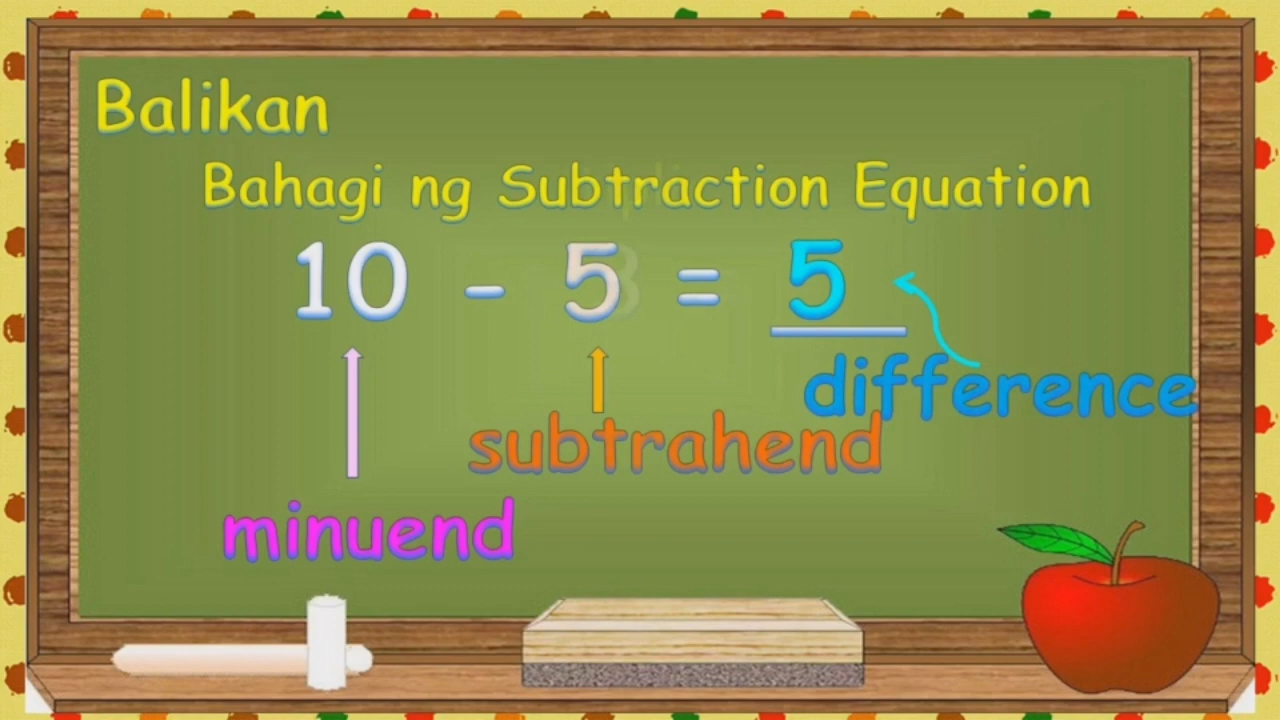 Balikan
Bahagi ng Subtraction Equation
10 - 5 = 5
difference
subtrahend
minuend